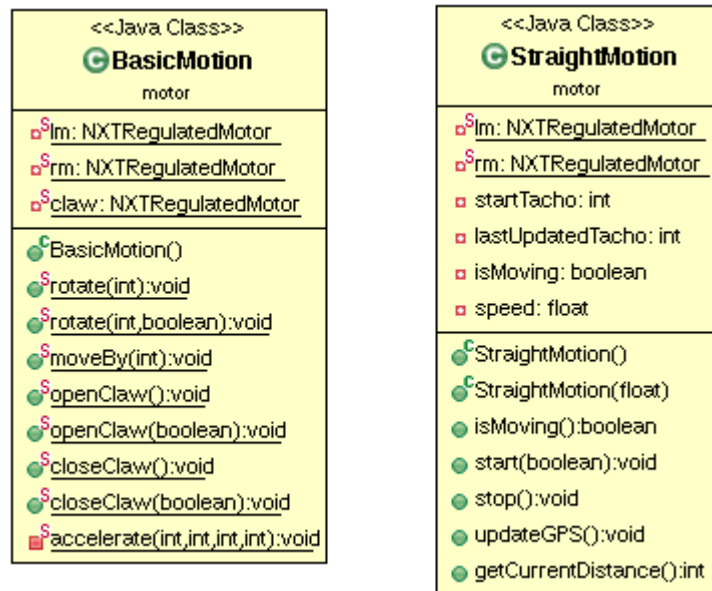 <<Java Class>>
BasicMotion
motor
lm: NXTRegulatedMotor
rm: NXTRegulatedMotor
claw: NXTRegulatedMotor
BasicMotion()
rotate(int):void
rotate(int,boolean):void
moveBy(int):void
openClaw():void
openClaw(boolean):void
closeClaw():void
closeClaw(boolean):void
accelerate(int,int,int,int):void
<<Java Class>>
StraightMotion
motor
lm: NXTRegulatedMotor
rm: NXTRegulatedMotor
startTacho: int
lastUpdatedTacho: int
isMoving: boolean
speed: float
StraightMotion()
StraightMotion(float)
isMoving():boolean
start(boolean):void
stop():void
updateGPS():void
getCurrentDistance():int